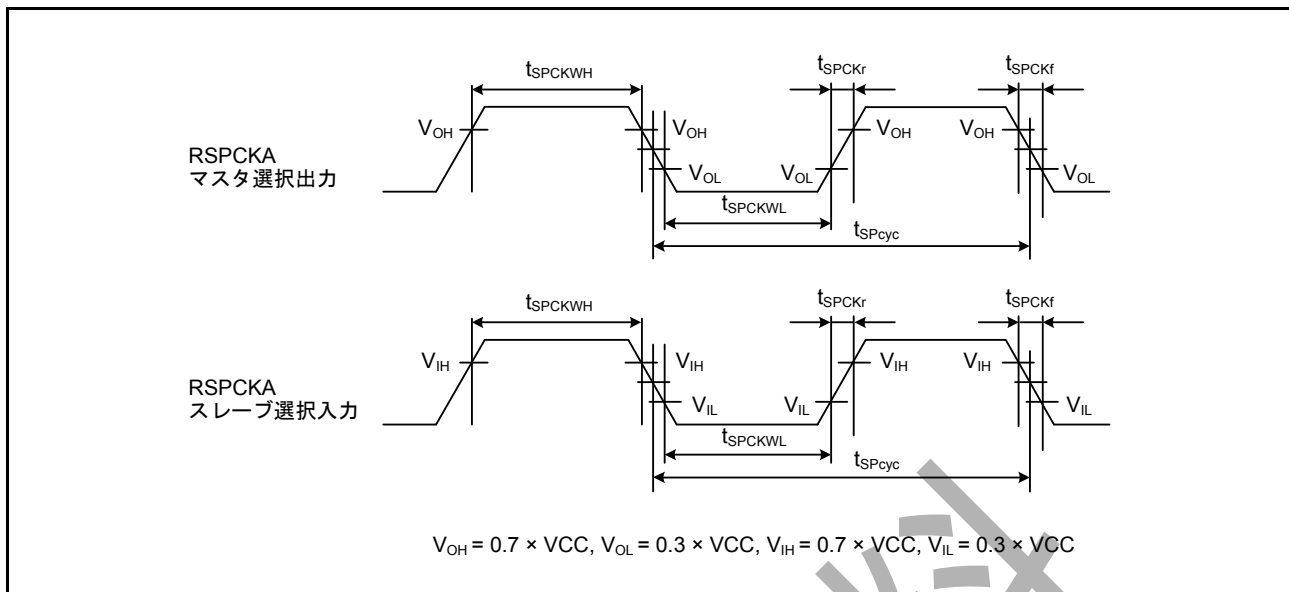 tSPCKWH tSPCKr tSPCKf
VOH VOH VOH VOH
RSPCKA
マスタ選択出力
VOL VOL VOL
tSPCKWL
tSPcyc
tSPCKWH tSPCKr tSPCKf
VIH VIH VIH VIH
RSPCKA
スレーブ選択入力
VIL VIL VIL
tSPCKWL
tSPcyc
VOH = 0.7 × VCC, VOL = 0.3 × VCC, VIH = 0.7 × VCC, VIL = 0.3 × VCC